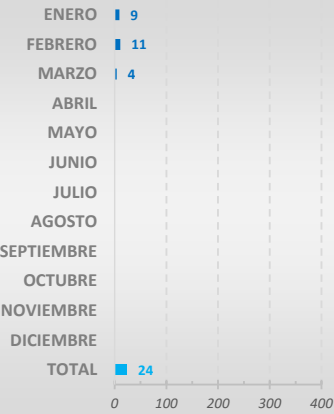 ENERO 9
FEBRERO 11
MARZO 4
ABRIL
MAYO
JUNIO
JULIO
AGOSTO
SEPTIEMBRE
OCTUBRE
NOVIEMBRE
DICIEMBRE
TOTAL 24
0 100 200 300 400